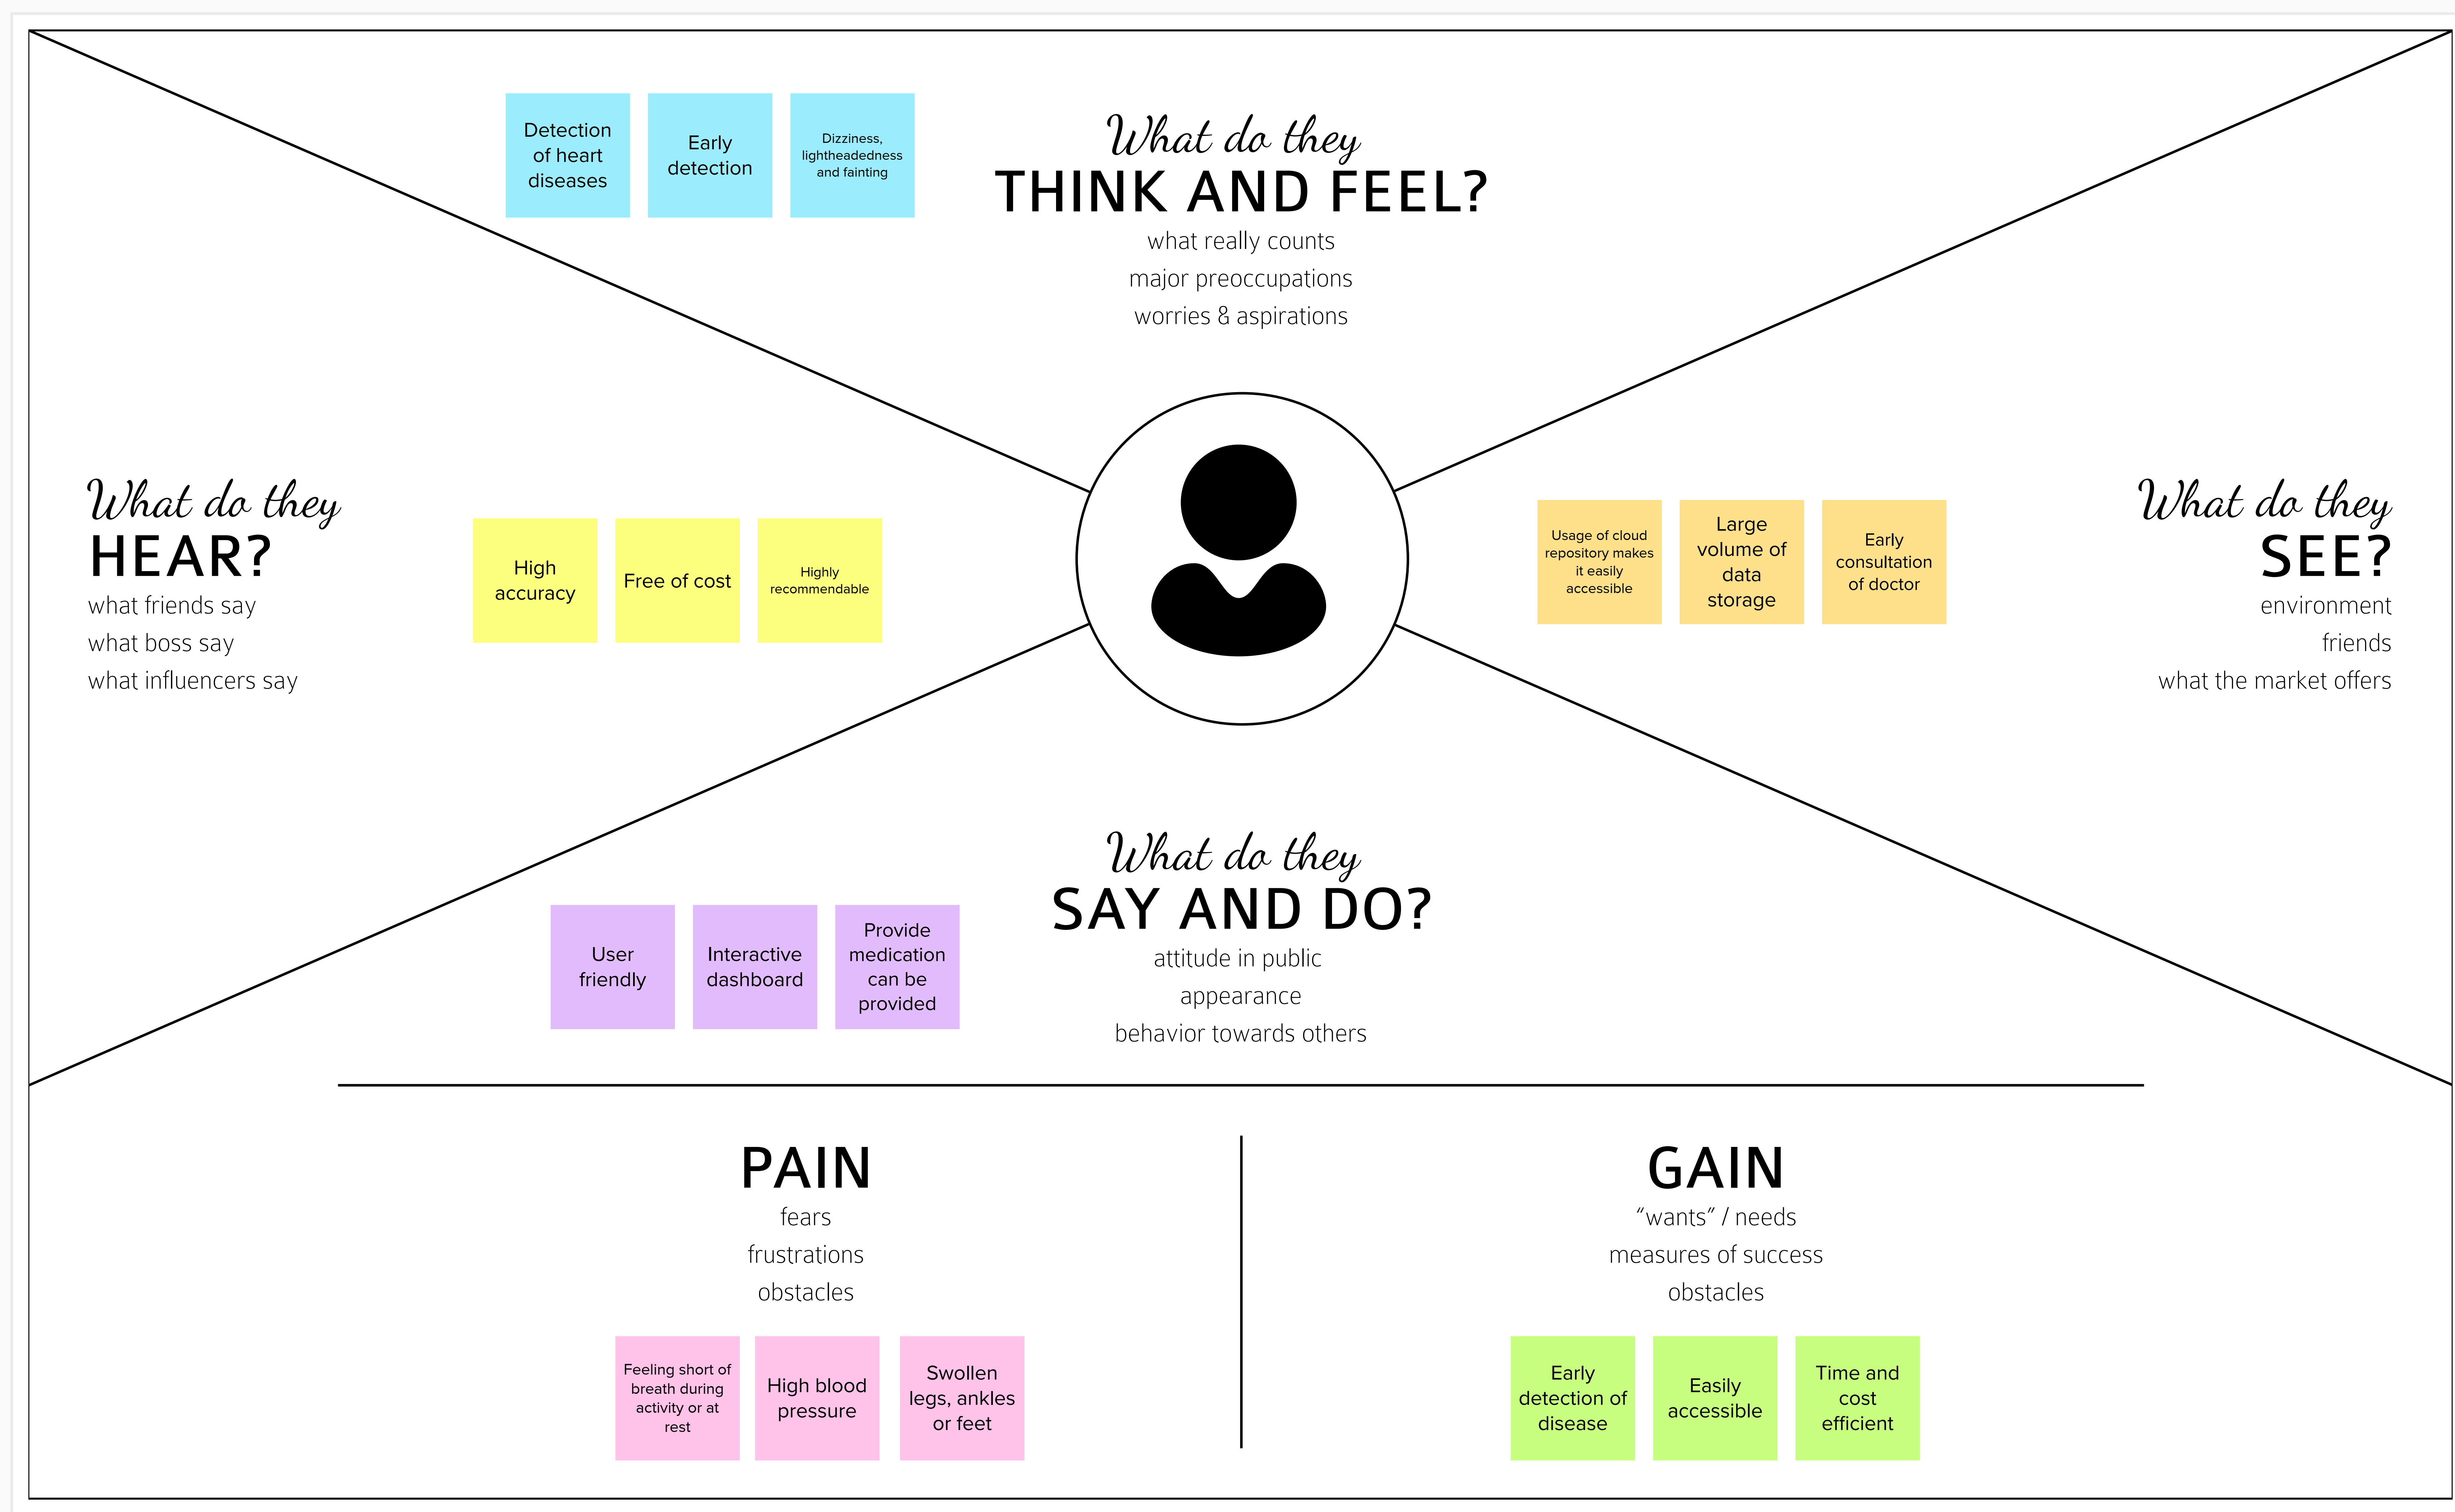 Detection
of heart
diseases
Early
detection
Dizziness,
lightheadedness
and fainting
What do they
THINK AND FEEL?
what really counts
major preoccupations
worries & aspirations
What do they
HEAR?
what friends say
what boss say
what influencers say
High
accuracy
Free of cost
Highly
recommendable
Usage of cloud
repository makes
it easily
accessible
Large
volume of
data
storage
Early
consultation
of doctor
What do they
SEE?
environment
friends
what the market offers
What do they
SAY AND DO?
attitude in public
appearance
behavior towards others
User
friendly
Interactive
dashboard
Provide
medication
can be
provided
PAIN
fears
frustrations
obstacles
Feeling short of
breath during
activity or at
rest
High blood
pressure
Swollen
legs, ankles
or feet
GAIN
“wants” / needs
measures of success
obstacles
Early
detection of
disease
Easily
accessible
Time and
cost
efficient